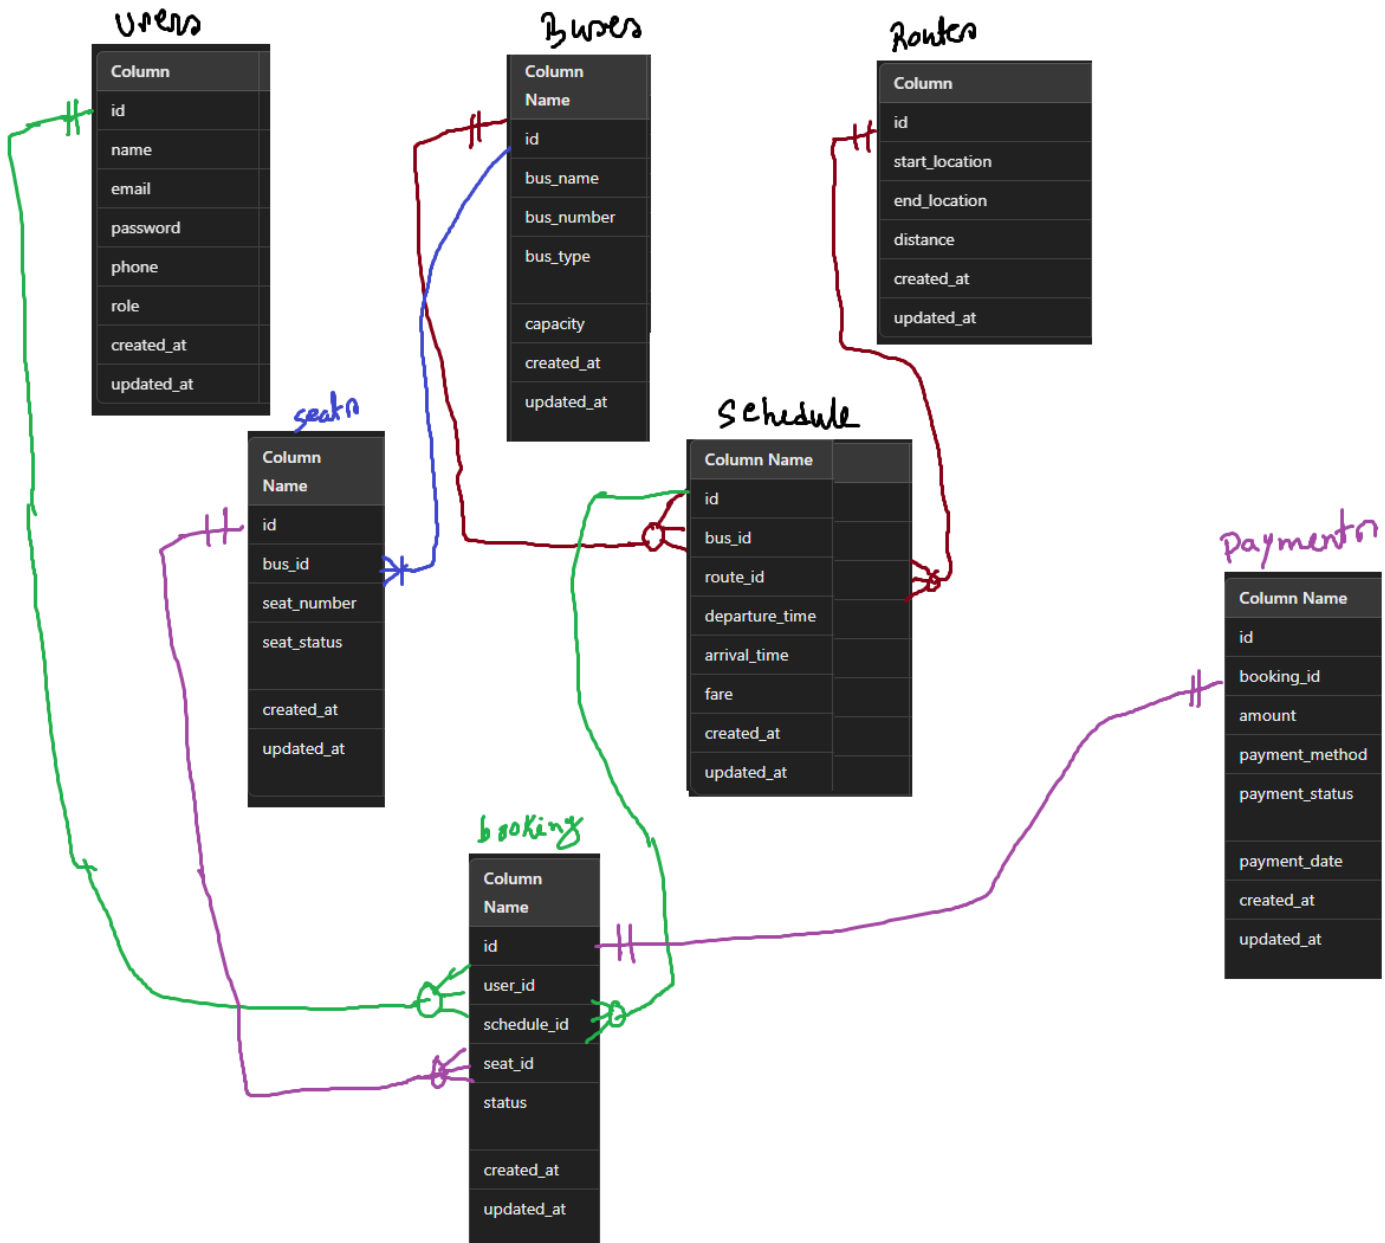 Users
Column
id
name
email
password
phone
role
created_at
updated_at
Buses
Column
Name
id
bus_name
bus_number
bus_type
capacity
created_at
updated_at
Routes
Column
id
start_location
end_location
distance
created_at
updated_at
seats
Column
Name
id
bus_id
seat_number
seat_status
created_at
updated_at
Schedule
Column Name
id
bus_id
route_id
departure_time
arrival_time
fare
created_at
updated_at
payments
Column Name
id
booking_id
amount
payment_method
payment_status
payment_date
created_at
updated_at
booking
Column
Name
id
user_id
schedule_id
seat_id
status
created_at
updated_at